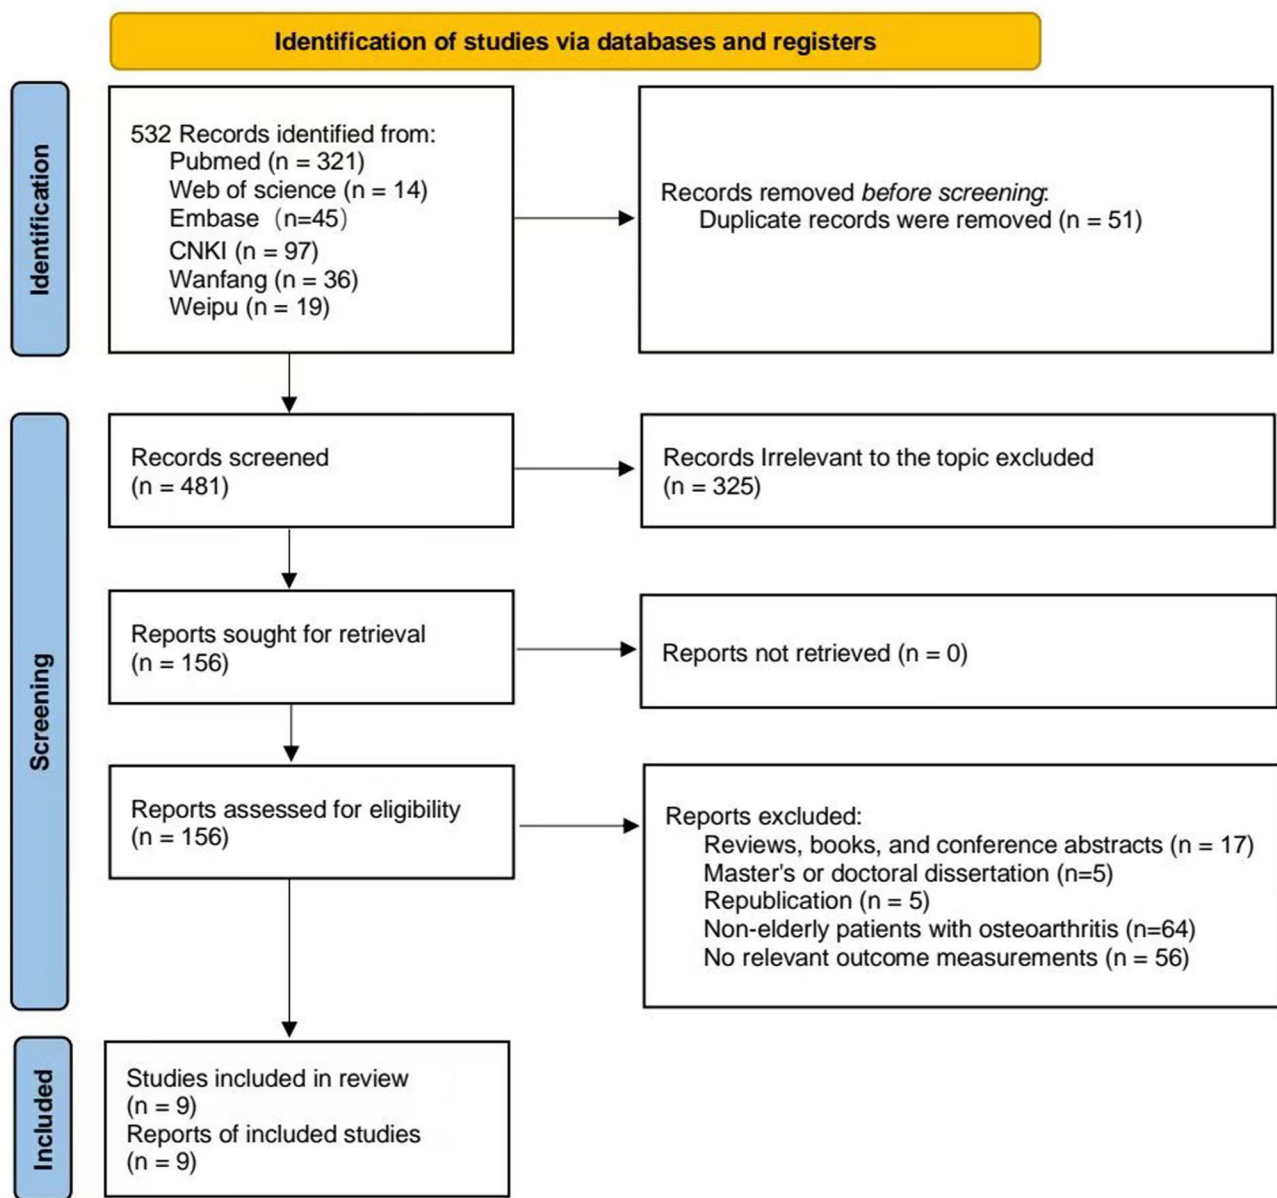 Identification of studies via databases and registers
Identification
532 Records identified from:
Pubmed (n = 321)
Web of science (n = 14)
Embase（n=45）
CNKI (n = 97)
Wanfang (n = 36)
Weipu (n = 19)
Records removed before screening:
Duplicate records were removed (n = 51)
Screening
Records screened
(n = 481)
Records Irrelevant to the topic excluded
(n = 325)
Reports sought for retrieval
(n = 156)
Reports not retrieved (n = 0)
Reports assessed for eligibility
(n = 156)
Reports excluded:
Reviews, books, and conference abstracts (n = 17)
Master's or doctoral dissertation (n=5)
Republication (n = 5)
Non-elderly patients with osteoarthritis (n=64)
No relevant outcome measurements (n = 56)
Included
Studies included in review
(n = 9)
Reports of included studies
(n = 9)